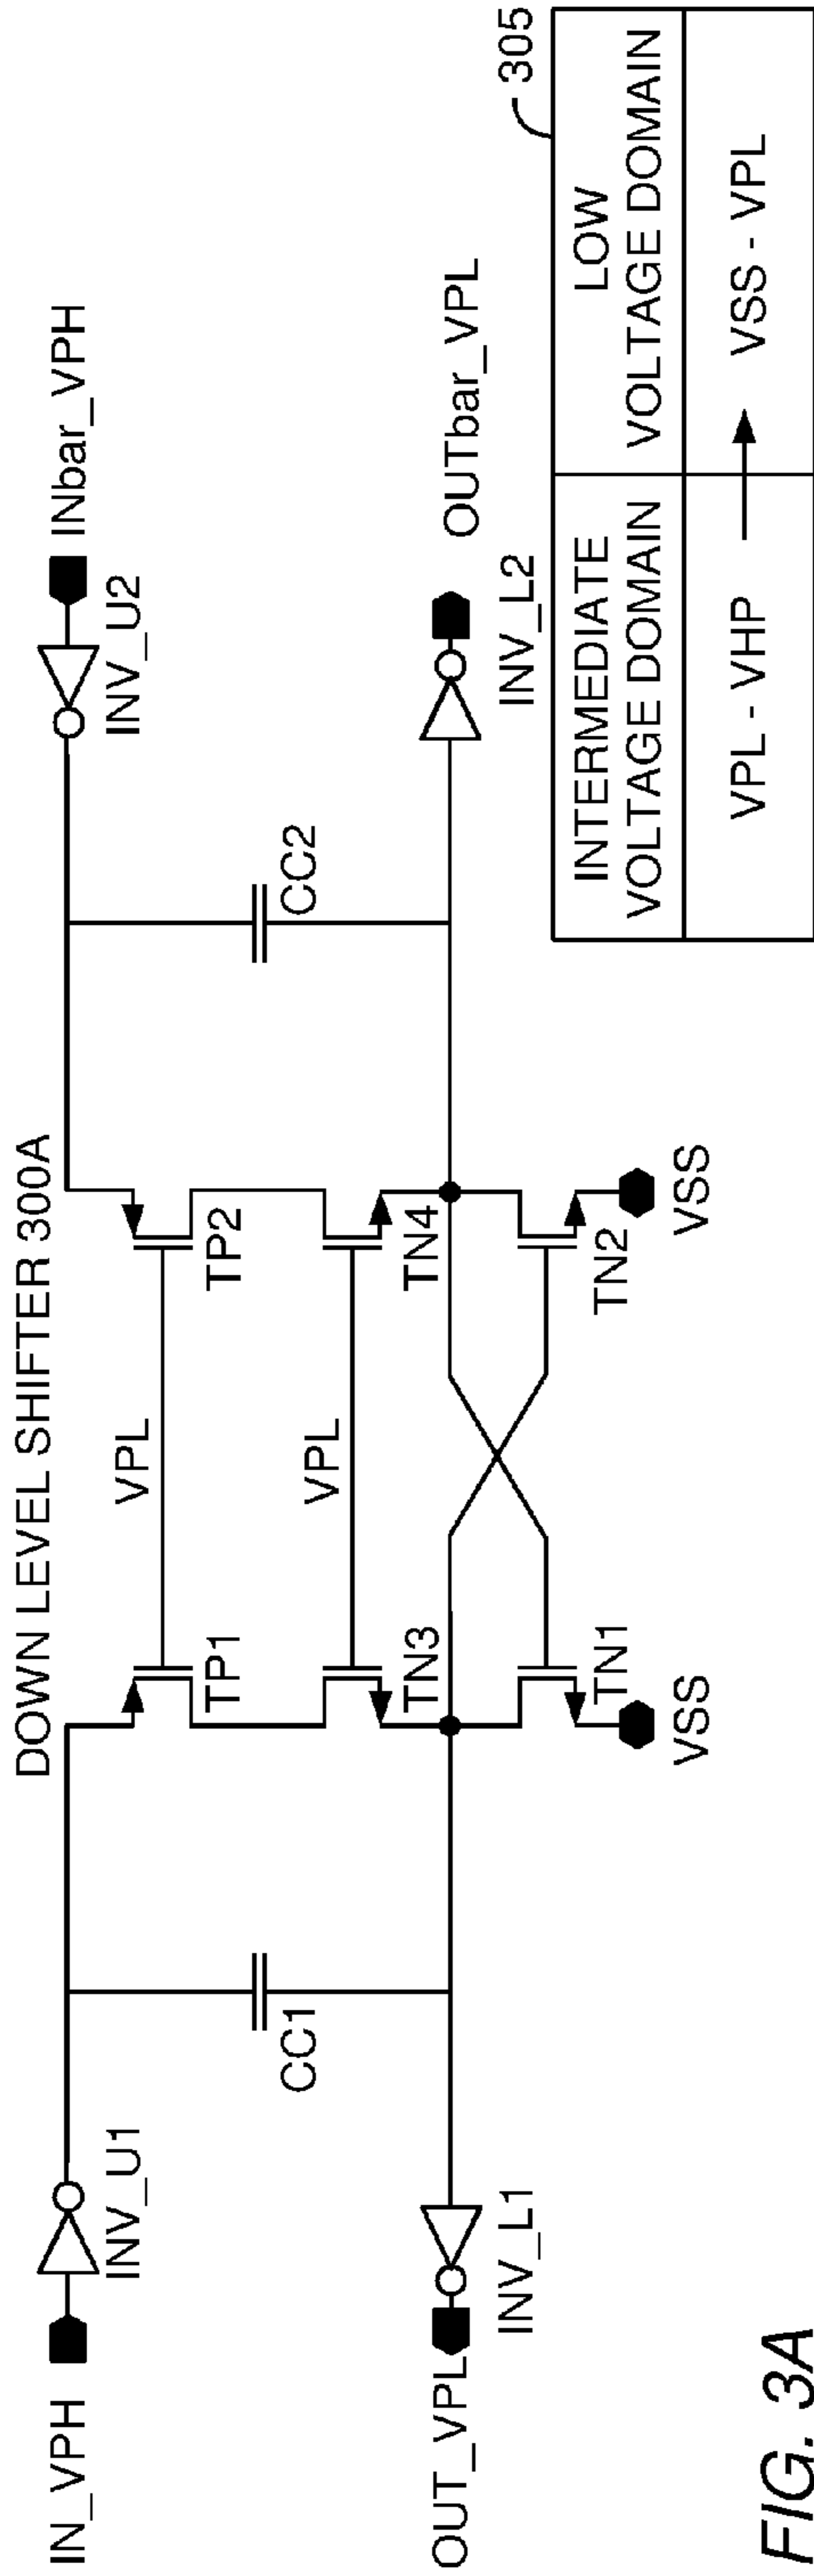 DOWN LEVEL SHIFTER 300A
IN_VPH
INV_U1
INV_U2
INbar_VPH
VPL
TP1
TP2
CC1
CC2
VPL
TN3
TN4
OUT_VPL
INV_L1
INV_L2
OUTbar_VPL
TN1
TN2
VSS
VSS
305
INTERMEDIATE
VOLTAGE DOMAIN
LOW
VOLTAGE DOMAIN
VPL - VHP
VSS - VPL
FIG. 3A